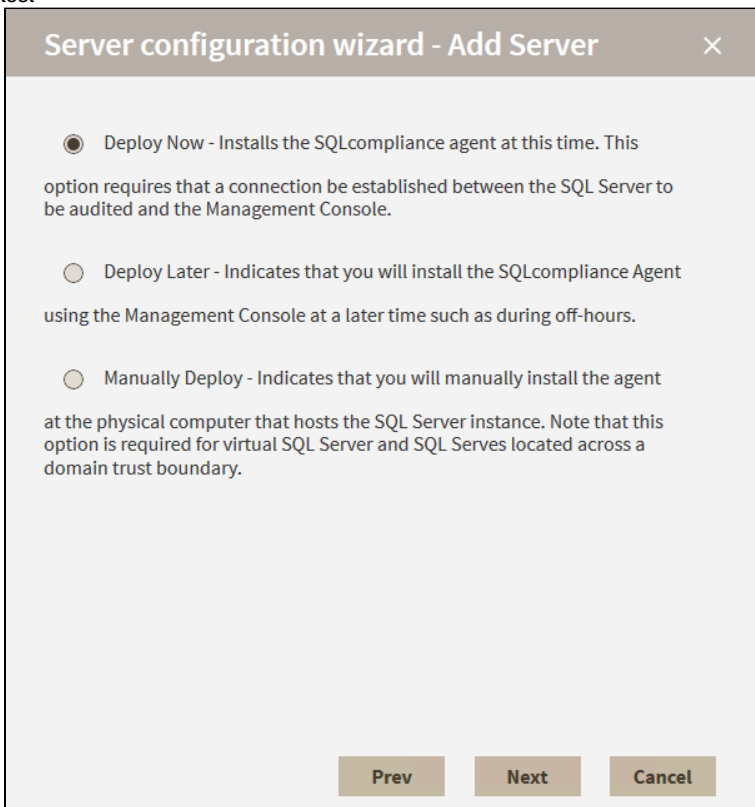 Server configuration wizard - Add Server
Deploy Now - Installs the SQLcompliance agent at this time. This
option requires that a connection be established between the SQL Server to
be audited and the Management Console.
Deploy Later - Indicates that you will install the SQLcompliance Agent
using the Management Console at a later time such as during off-hours.
Manually Deploy - Indicates that you will manually install the agent
at the physical computer that hosts the SQL Server instance. Note that this
option is required for virtual SQL Server and SQL Serves located across a
domain trust boundary.
Prev
Next
Cancel